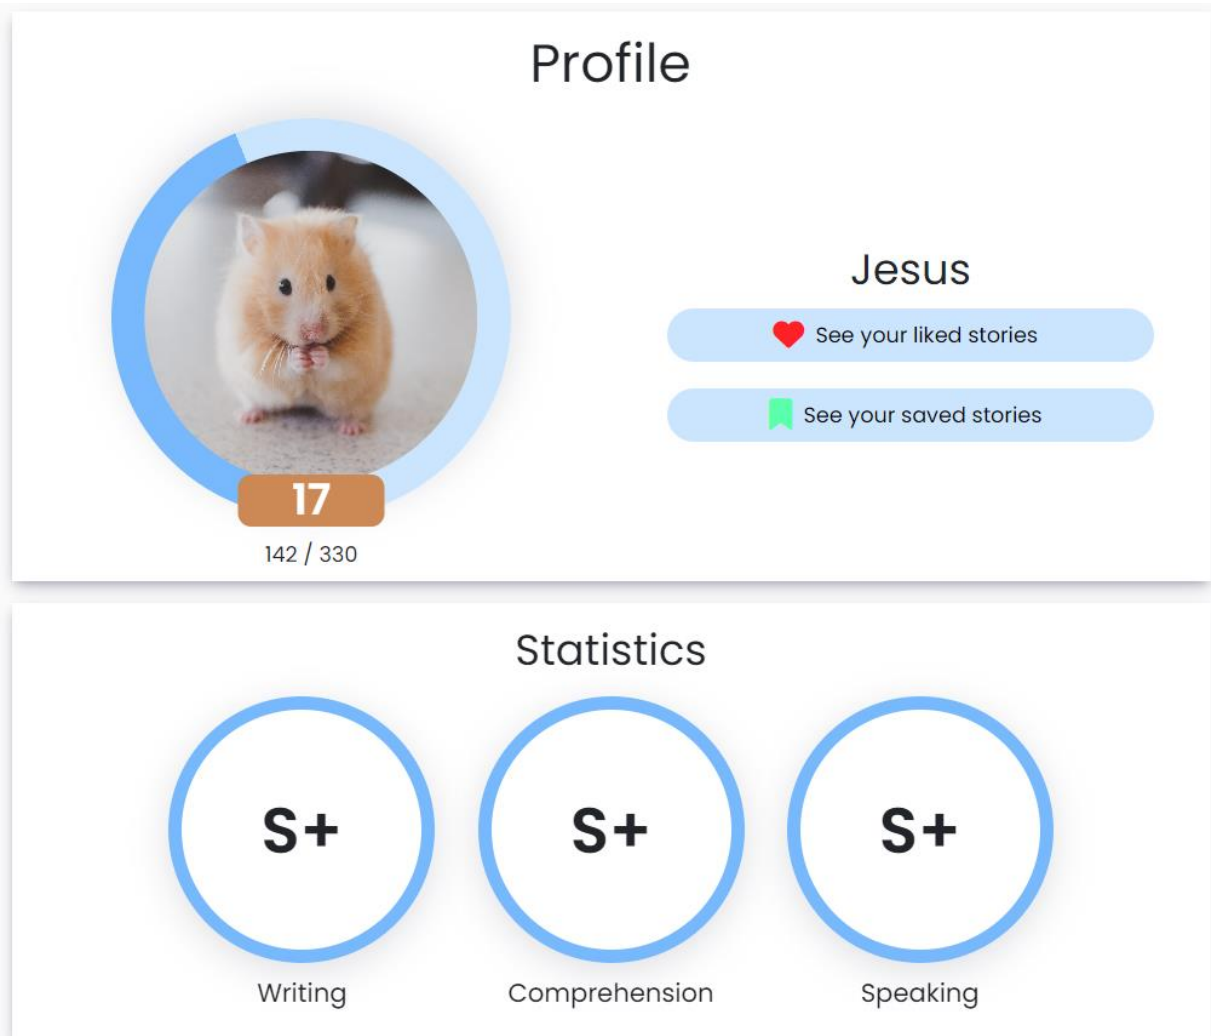 Profile
Jesus
See your liked stories
See your saved stories
17
142 / 330
Statistics
S+
S+
S+
Writing
Comprehension
Speaking